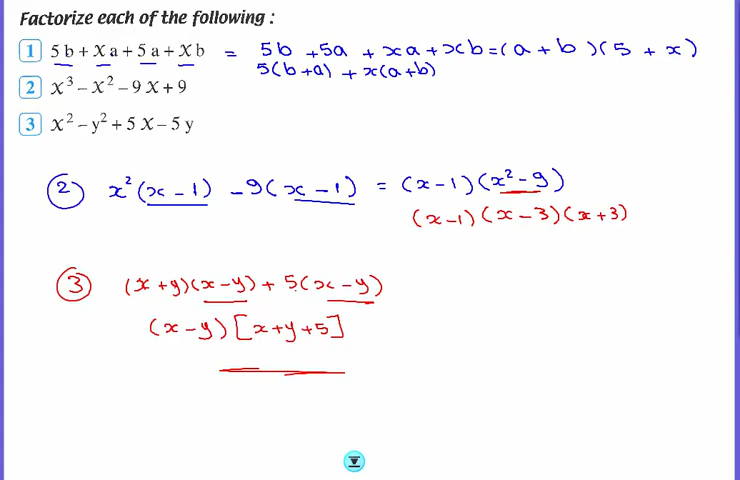 Factorize each of the following :
1 5 b + X a + 5 a + X b = 5b + 5a + xa + xb = (a + b)(5 + x)
5(b+a) + x(a+b)
2 X³ − X² − 9 X + 9
3 X² − y² + 5 X − 5 y
② x²(x − 1) − 9(x − 1) = (x − 1)(x² − 9)
(x − 1)(x − 3)(x + 3)
③ (x + y)(x − y) + 5(x − y)
(x − y)[x + y + 5]